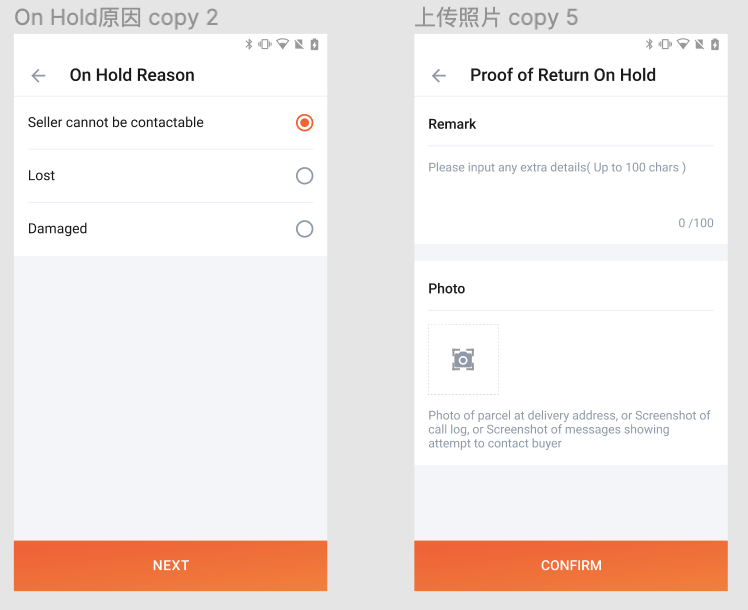 On Hold原因 copy 2
On Hold Reason
Seller cannot be contactable
Lost
Damaged
NEXT
上传照片 copy 5
Proof of Return On Hold
Remark
Please input any extra details( Up to 100 chars )
0 /100
Photo
Photo of parcel at delivery address, or Screenshot of
call log, or Screenshot of messages showing
attempt to contact buyer
CONFIRM